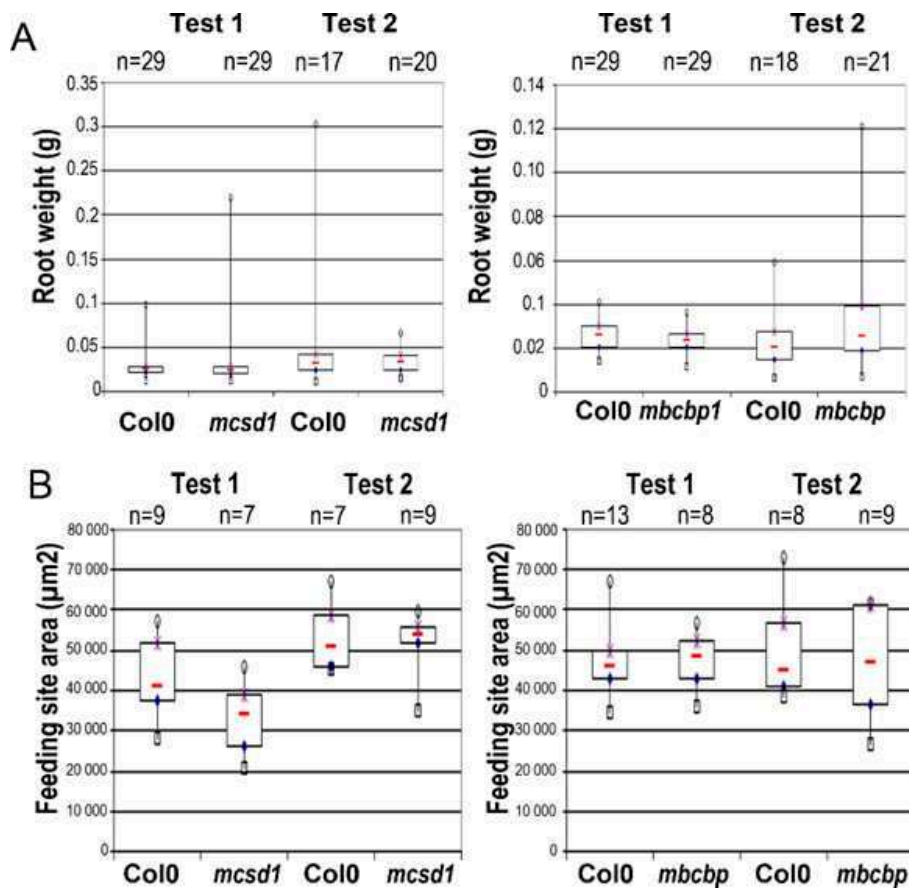 A
Test 1 Test 2
n=29 n=29 n=17 n=20
Root weight (g)
0.35
0.3
0.25
0.2
0.15
0.1
0.05
0
Col0 mcsd1 Col0 mcsd1
Test 1 Test 2
n=29 n=29 n=18 n=21
Root weight (g)
0.14
0.12
0.10
0.08
0.06
0.1
0.02
0
Col0 mbcbp1 Col0 mbcbp
B
Test 1 Test 2
n=9 n=7 n=7 n=9
Feeding site area (µm2)
80 000
70 000
60 000
50 000
40 000
30 000
20 000
10 000
0
Col0 mcsd1 Col0 mcsd1
Test 1 Test 2
n=13 n=8 n=8 n=9
Feeding site area (µm2)
80 000
70 000
60 000
50 000
40 000
30 000
20 000
10 000
0
Col0 mbcbp Col0 mbcbp